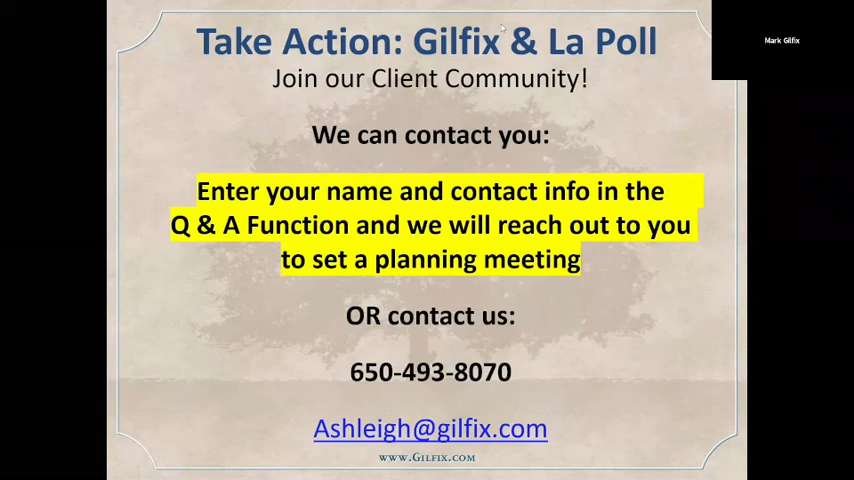 Take Action: Gilfix & La Poll
Mark Gilfix
Join our Client Community!
We can contact you:
Enter your name and contact info in the
Q & A Function and we will reach out to you
to set a planning meeting
OR contact us:
650-493-8070
Ashleigh@gilfix.com
www.Gilfix.com